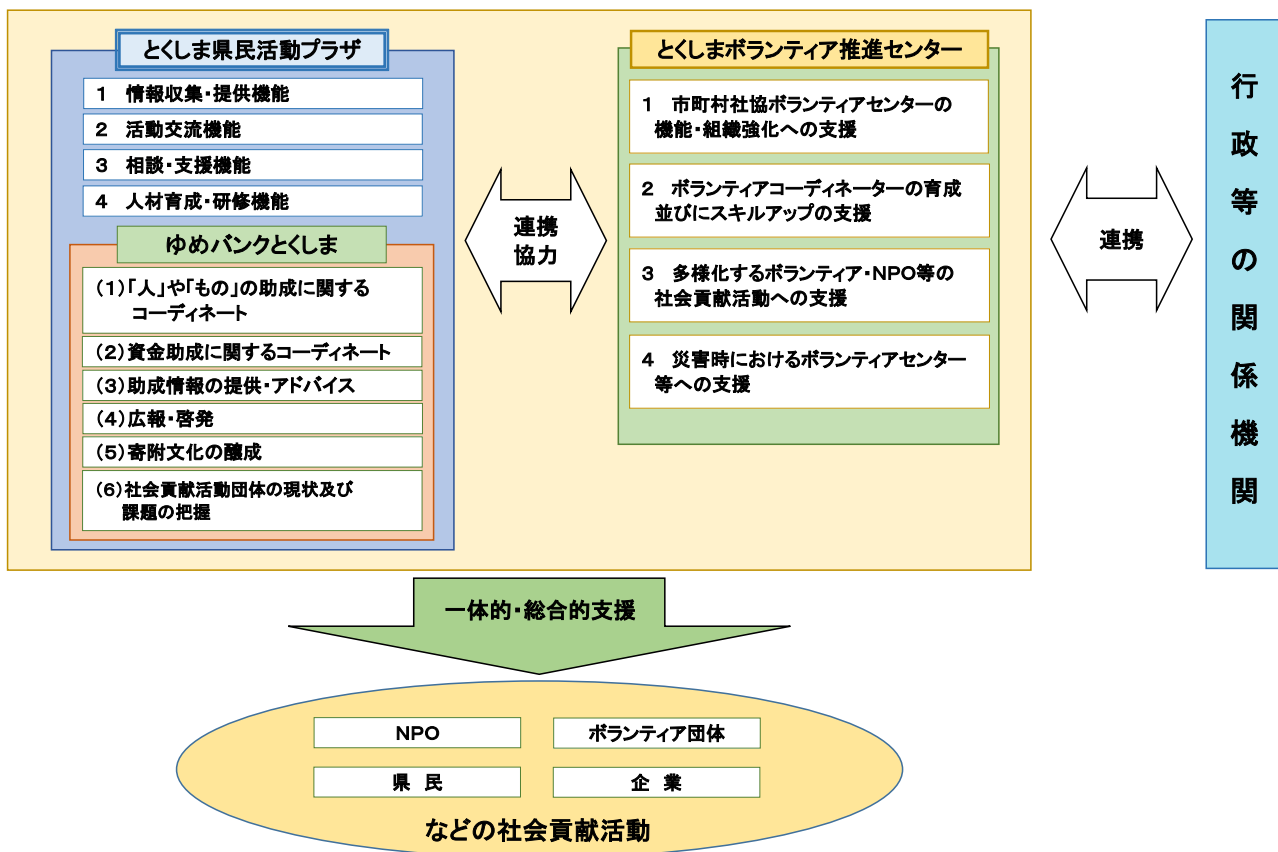 とくしま県民活動プラザ
1 情報収集・提供機能
2 活動交流機能
3 相談・支援機能
4 人材育成・研修機能
ゆめバンクとくしま
(1)「人」や「もの」の助成に関する
コーディネート
(2)資金助成に関するコーディネート
(3)助成情報の提供・アドバイス
(4)広報・啓発
(5)寄附文化の醸成
(6)社会貢献活動団体の現状及び
課題の把握
連携
協力
とくしまボランティア推進センター
1 市町村社協ボランティアセンターの
機能・組織強化への支援
2 ボランティアコーディネーターの育成
並びにスキルアップの支援
3 多様化するボランティア・NPO等の
社会貢献活動への支援
4 災害時におけるボランティアセンター
等への支援
連携
行政等の関係機関
一体的・総合的支援
NPO
ボランティア団体
県 民
企 業
などの社会貢献活動